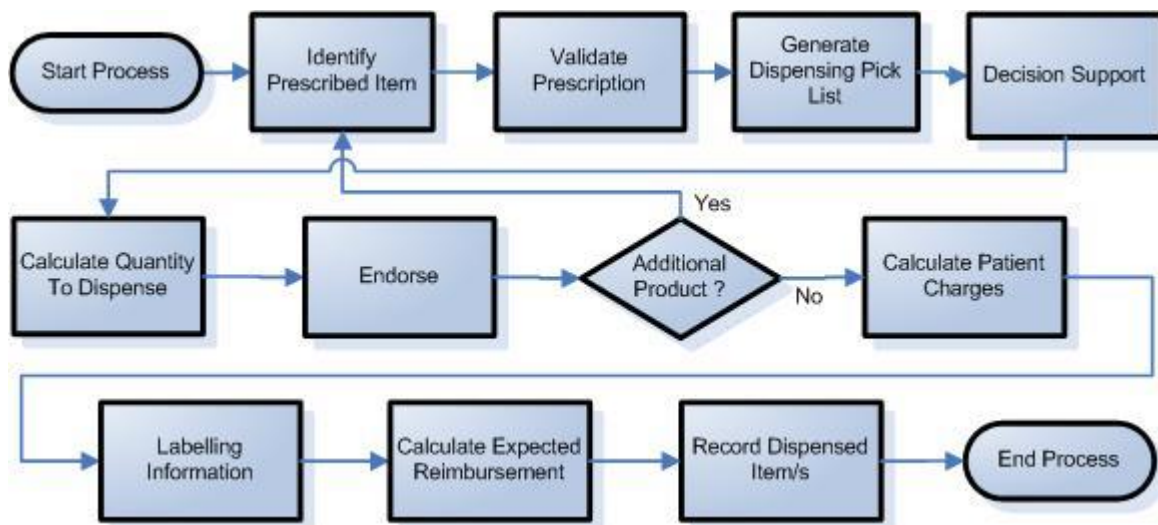 Start Process
Identify
Prescribed Item
Validate
Prescription
Generate
Dispensing Pick
List
Decision Support
Calculate Quantity
To Dispense
Endorse
Additional
Product ?
Yes
No
Calculate Patient
Charges
Labelling
Information
Calculate Expected
Reimbursement
Record Dispensed
Item/s
End Process